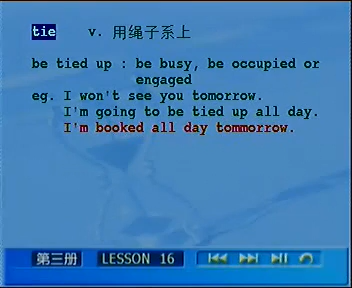 tie v. 用绳子系上
be tied up : be busy, be occupied or
engaged
eg. I won't see you tomorrow.
I'm going to be tied up all day.
I'm booked all day tommorrow.
第三册 LESSON 16